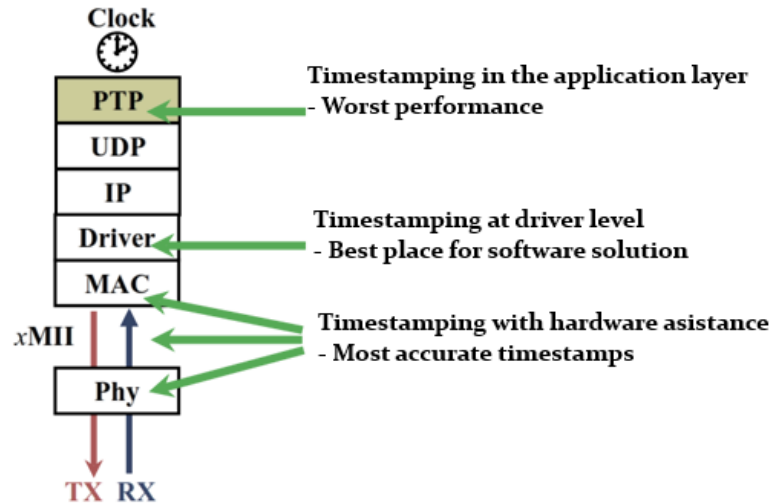 Clock
PTP
UDP
IP
Driver
MAC
xMII
Phy
TX RX
Timestamping in the application layer
- Worst performance
Timestamping at driver level
- Best place for software solution
Timestamping with hardware asistance
- Most accurate timestamps